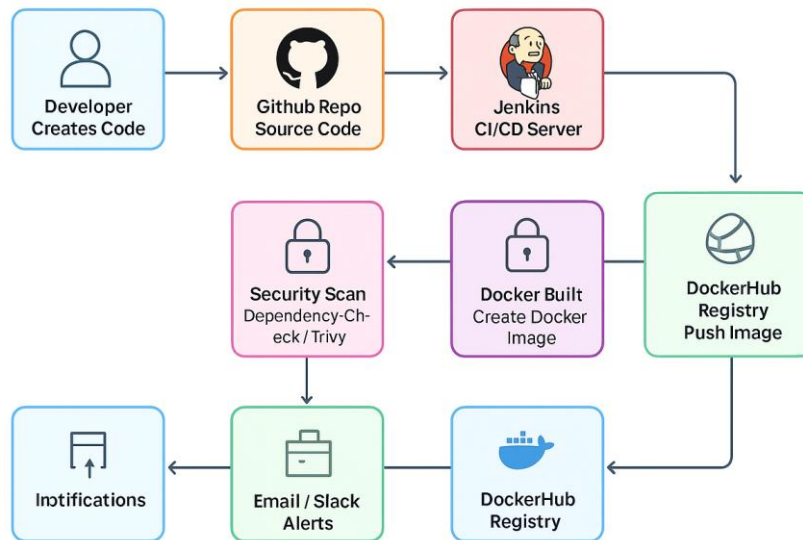 Developer
Creates Code
Github Repo
Source Code
Jenkins
CI/CD Server
Security Scan
Dependency-Ch-
eck / Trivy
Docker Built
Create Docker
Image
DockerHub
Registry
Push Image
Inotifications
Email / Slack
Alerts
DockerHub
Registry